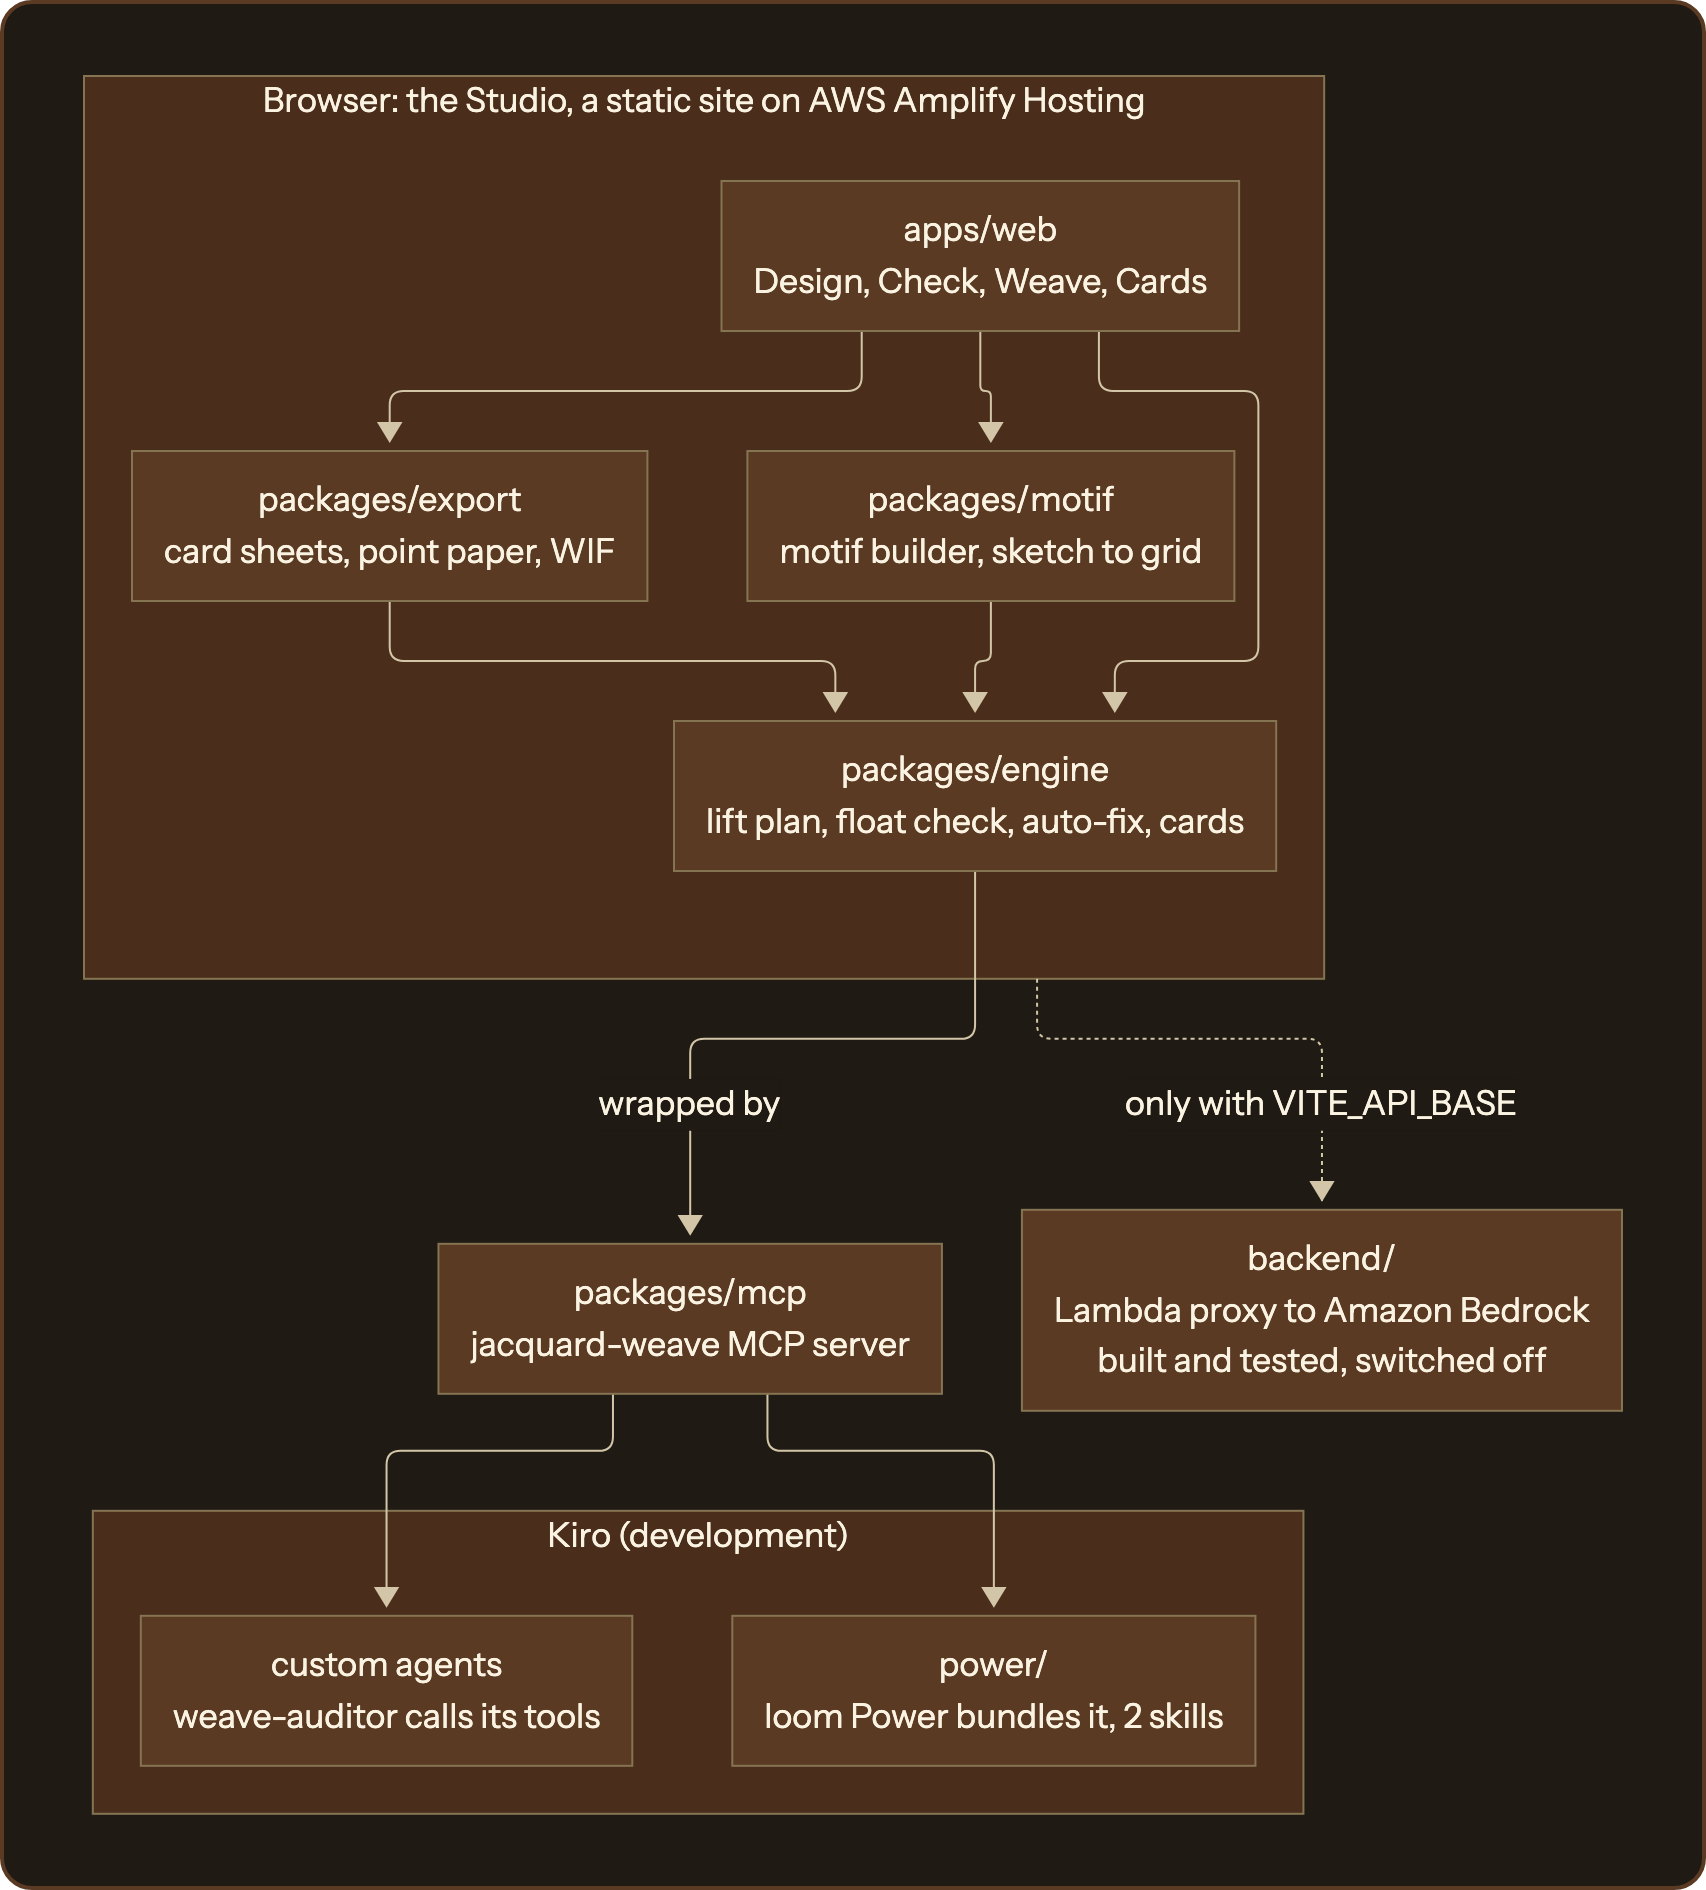 Browser: the Studio, a static site on AWS Amplify Hosting
apps/web
Design, Check, Weave, Cards
packages/export
card sheets, point paper, WIF
packages/motif
motif builder, sketch to grid
packages/engine
lift plan, float check, auto-fix, cards
wrapped by
only with VITE_API_BASE
packages/mcp
jacquard-weave MCP server
backend/
Lambda proxy to Amazon Bedrock
built and tested, switched off
Kiro (development)
custom agents
weave-auditor calls its tools
power/
loom Power bundles it, 2 skills